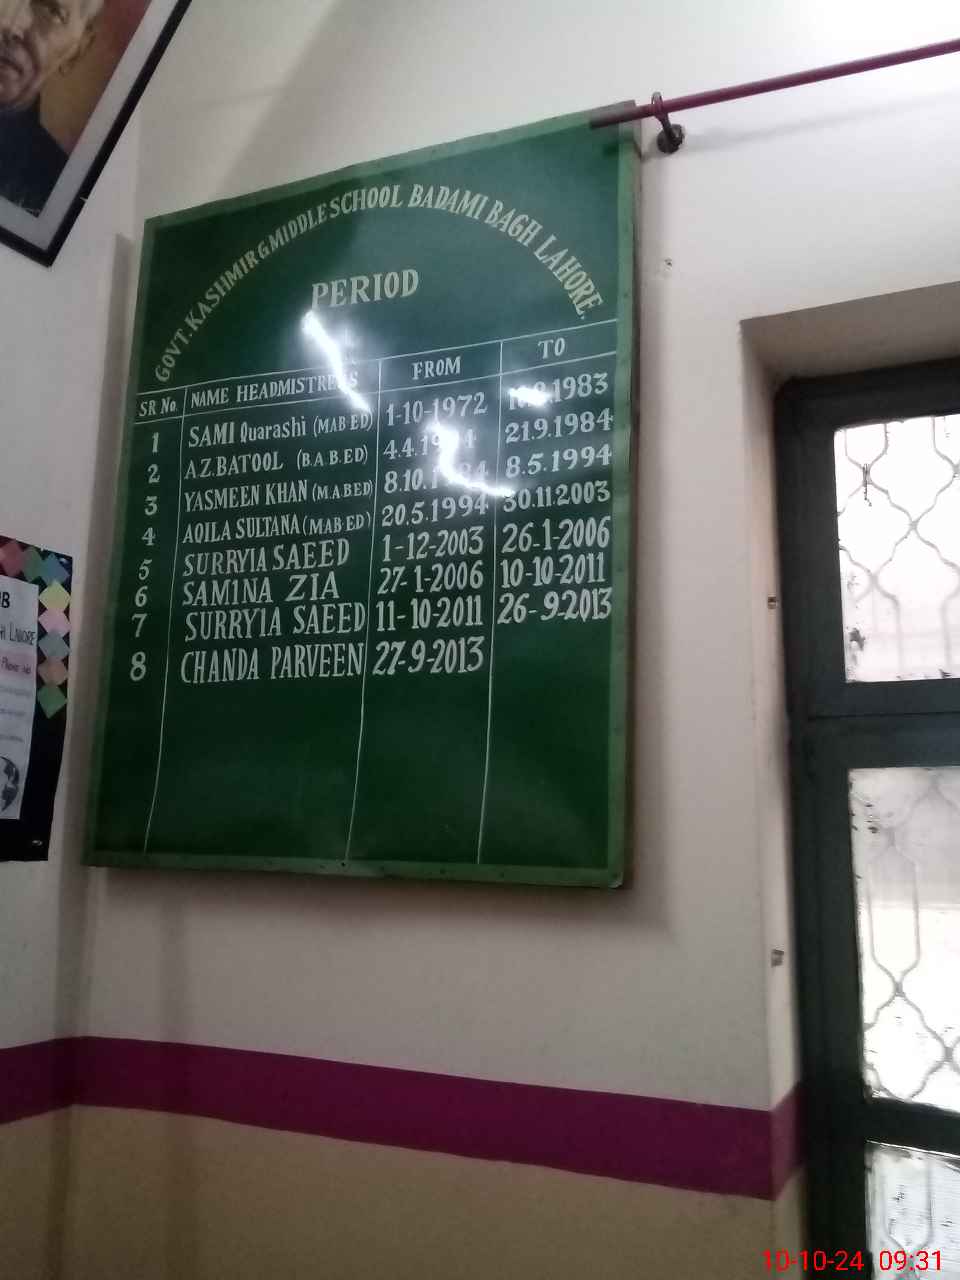 GOVT. KASHMIR G.MIDDLE SCHOOL BADAMI BAGH LAHORE.
PERIOD
SR No. NAME HEADMISTRESS FROM TO
1 SAMI Quarashi (MAB·ED) 1-10-1972 1983
2 A.Z.BATOOL (B.A B.ED) 4.4. 21.9.1984
3 YASMEEN KHAN (M.A.BED) 8.10. 8.5.1994
4 AQILA SULTANA (MAB·ED) 20.5.1994 30.11.2003
5 SURRYIA SAEED 1-12-2003 26-1-2006
6 SAMINA ZIA 27-1-2006 10-10-2011
7 SURRYIA SAEED 11-10-2011 26-9-2013
8 CHANDA PARVEEN 27-9-2013
LAHORE
10-10-24 09:31